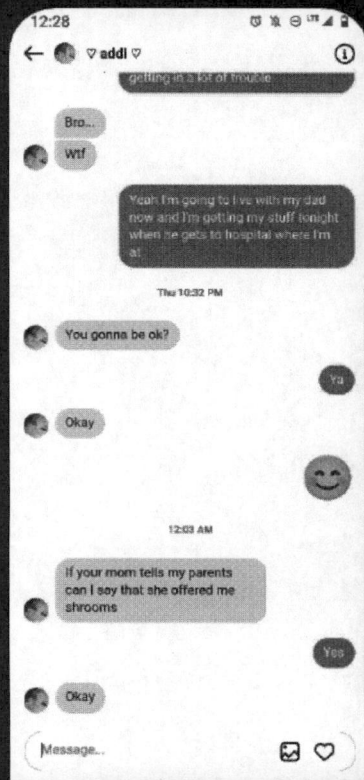 12:28
LTE
♡ addi ♡
getting in a lot of trouble
Bro...
Wtf
Yeah I'm going to live with my dad
now and I'm getting my stuff tonight
when he gets to hospital where I'm
at
Thu 10:32 PM
You gonna be ok?
Ya
Okay
12:03 AM
If your mom tells my parents
can I say that she offered me
shrooms
Yes
Okay
Message...